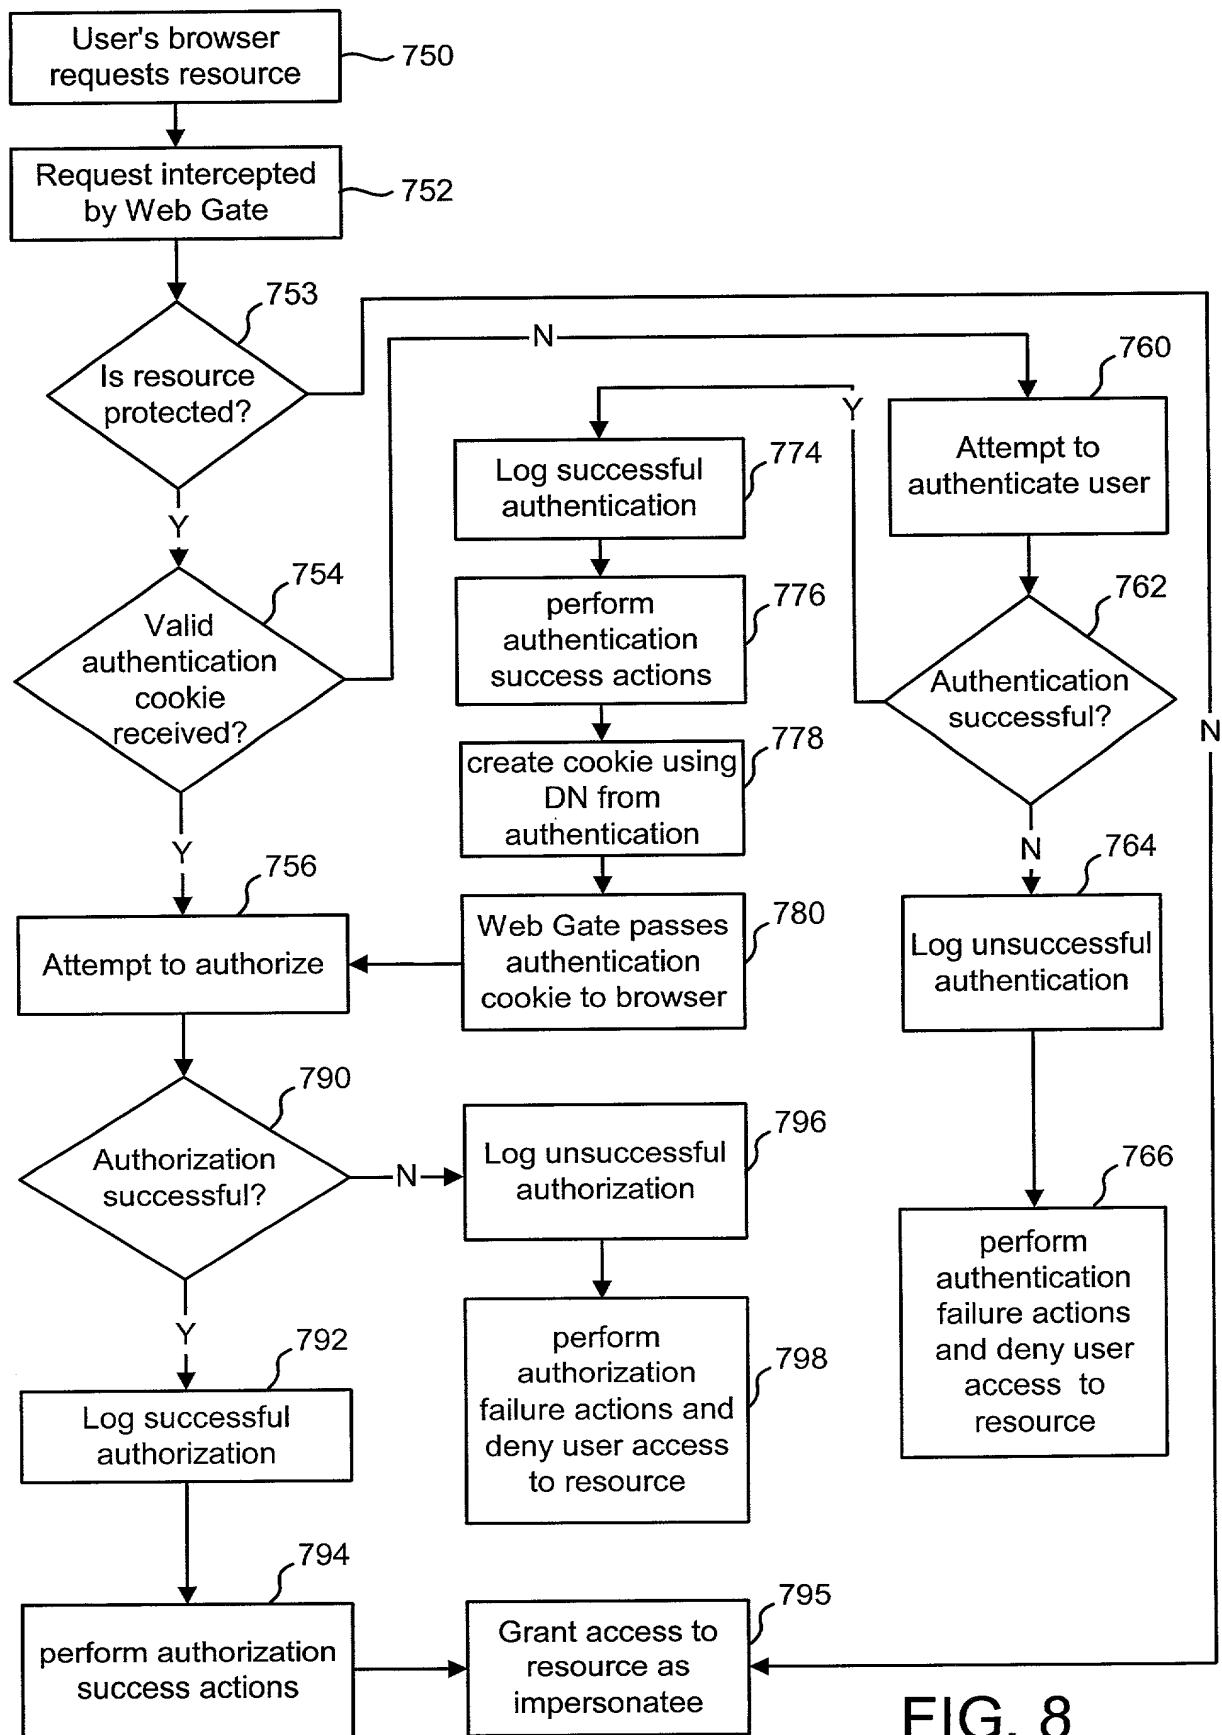 User's browser
requests resource
750
Request intercepted
by Web Gate
752
753
Is resource
protected?
N
760
Y
Attempt to
authenticate user
774
Log successful
authentication
Y
754
Valid
authentication
cookie
received?
776
perform
authentication
success actions
762
Authentication
successful?
N
778
create cookie using
DN from
authentication
Y
N
764
756
Attempt to authorize
780
Web Gate passes
authentication
cookie to browser
Log unsuccessful
authentication
790
Authorization
successful?
N
796
Log unsuccessful
authorization
766
perform
authentication
failure actions
and deny user
access to
resource
Y
792
Log successful
authorization
798
perform
authorization
failure actions and
deny user access
to resource
794
perform authorization
success actions
795
Grant access to
resource as
impersonatee
FIG. 8